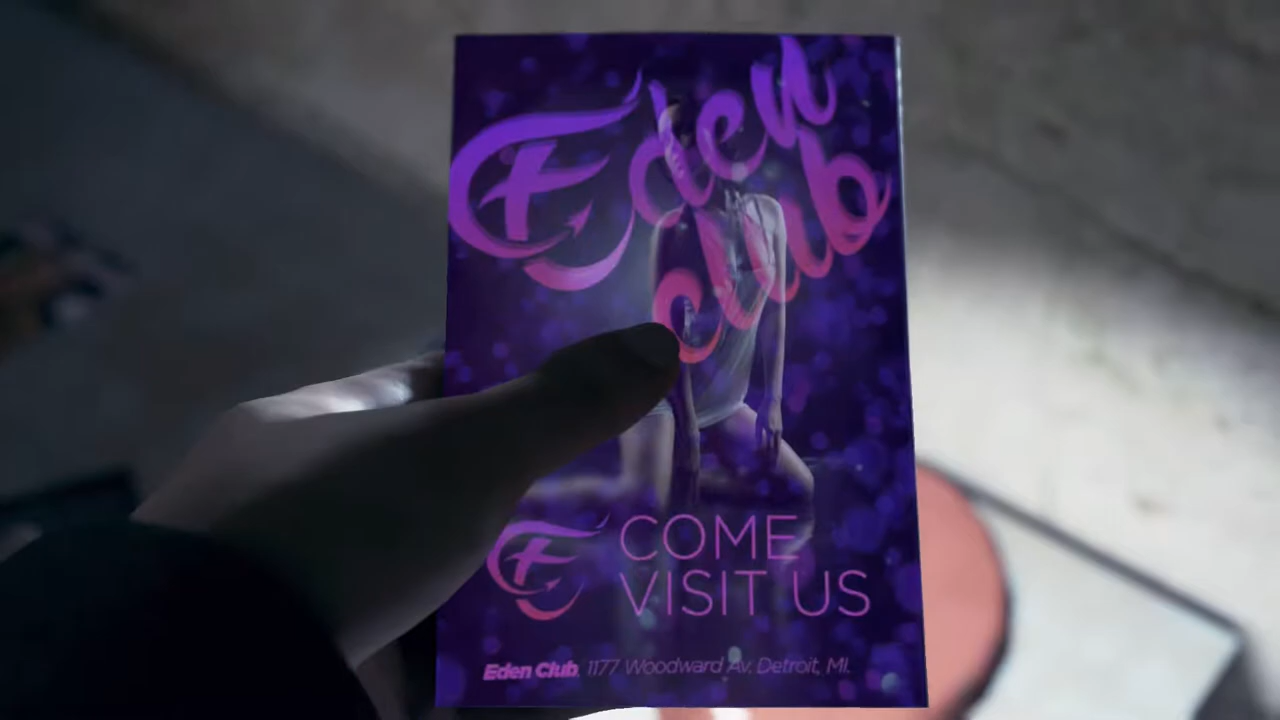 Eden
club
COME
VISIT US
Eden Club. 1177 Woodward Av. Detroit, MI.